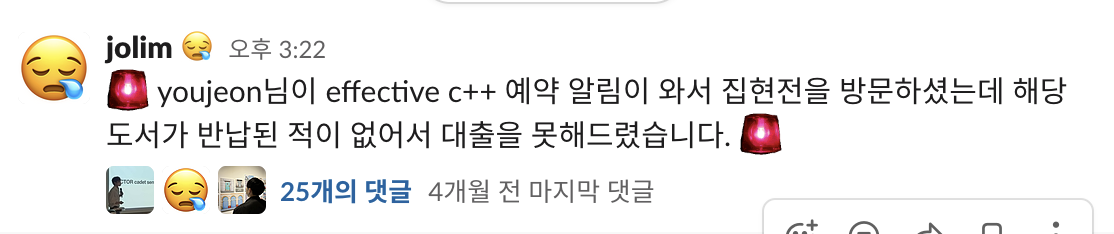 jolim 😪 오후 3:22
🚨 youjeon님이 effective c++ 예약 알림이 와서 집현전을 방문하셨는데 해당
도서가 반납된 적이 없어서 대출을 못해드렸습니다. 🚨
25개의 댓글 4개월 전 마지막 댓글